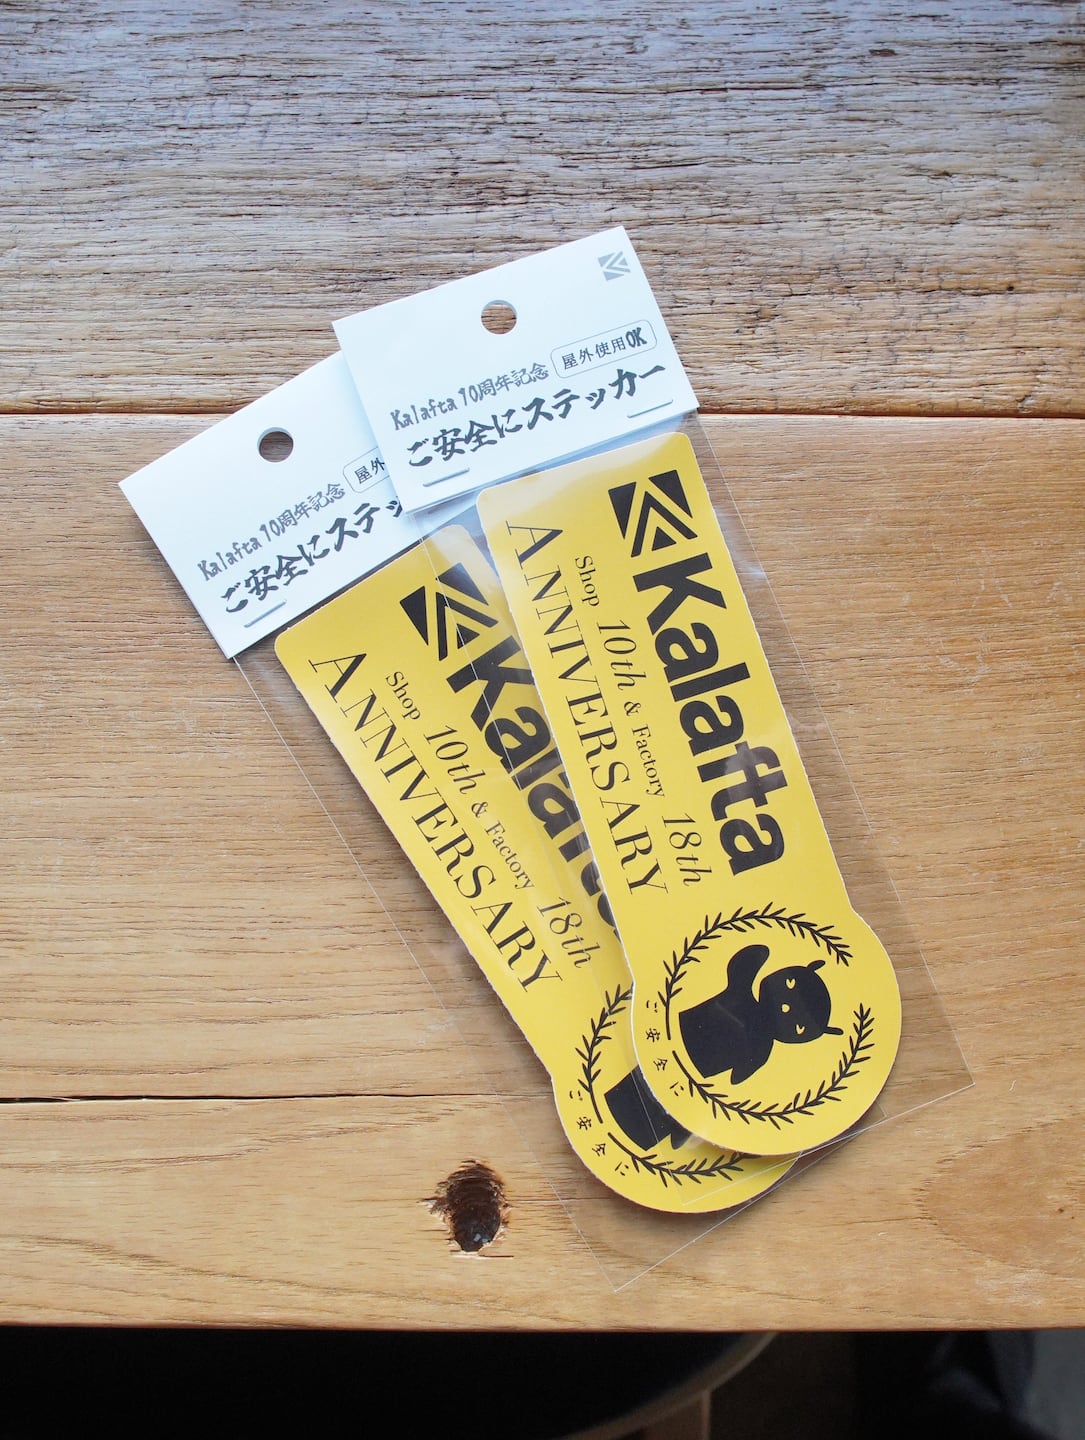 Kalafta 10周年記念
屋外使用OK
ご安全にステッカー
Kalafta
Shop 10th & Factory 18th
ANNIVERSARY
ご安全に
Kalafta 10周年記念
屋外
ご安全にステッ
Kalaft
Shop 10th & Factory 18th
ANNIVERSARY
ご安全に